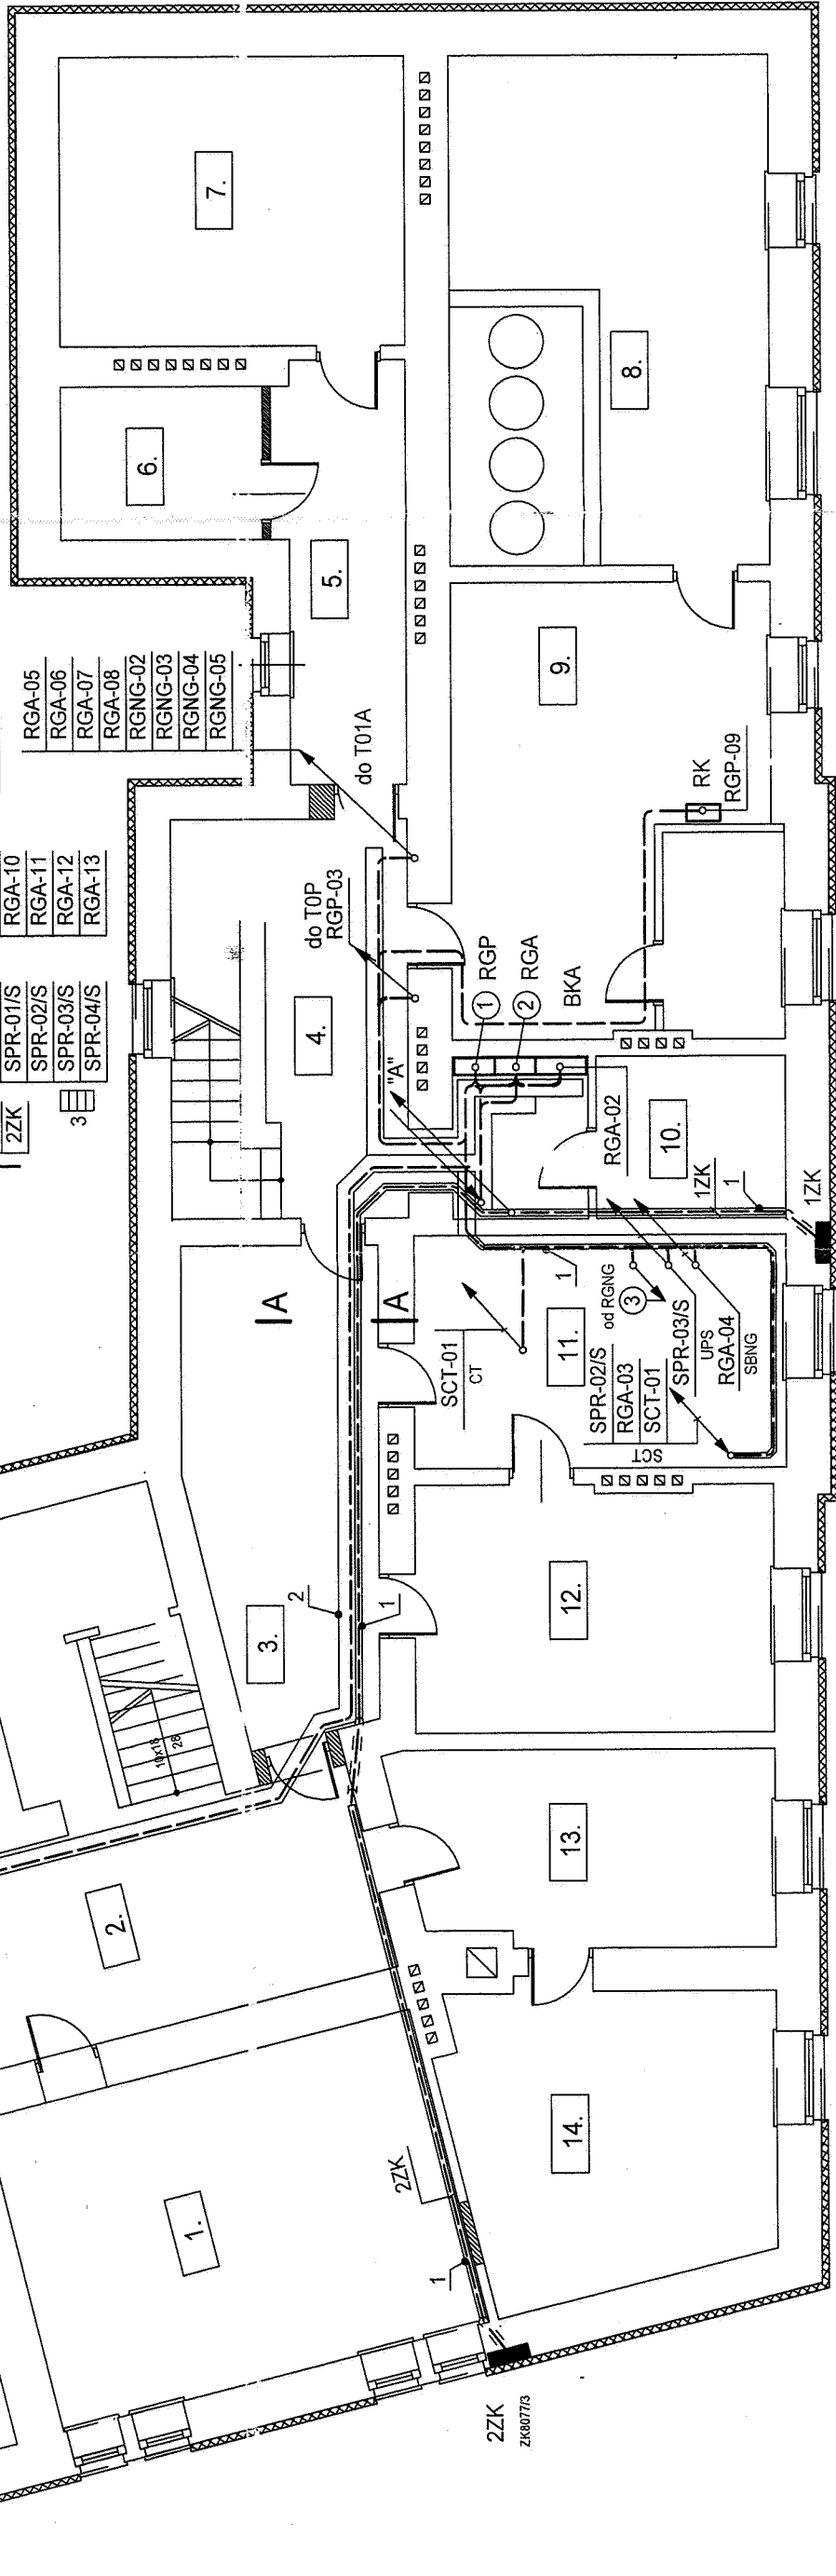 7.
6.
8.
5.
RGA-05
RGA-06
RGA-07
RGA-08
RGNG-02
RGNG-03
RGNG-04
RGNG-05
9.
do T01A
RK
RGP-09
RGA-10
RGA-11
RGA-12
RGA-13
do T0P
RGP-03
SPR-01/S
SPR-02/S
SPR-03/S
SPR-04/S
2ZK
3
4.
1
RGP
2
RGA
BKA
"A"
RGA-02
10.
1ZK
1
1ZK
A
A
SCT-01
CT
1
11.
od RGNG
3
SPR-02/S
RGA-03
SCT-01
SPR-03/S
UPS
RGA-04
SBNG
SCT
3.
2
1
12.
10x18
28
2.
13.
1.
2ZK
14.
1
2ZK
ZK8077/3